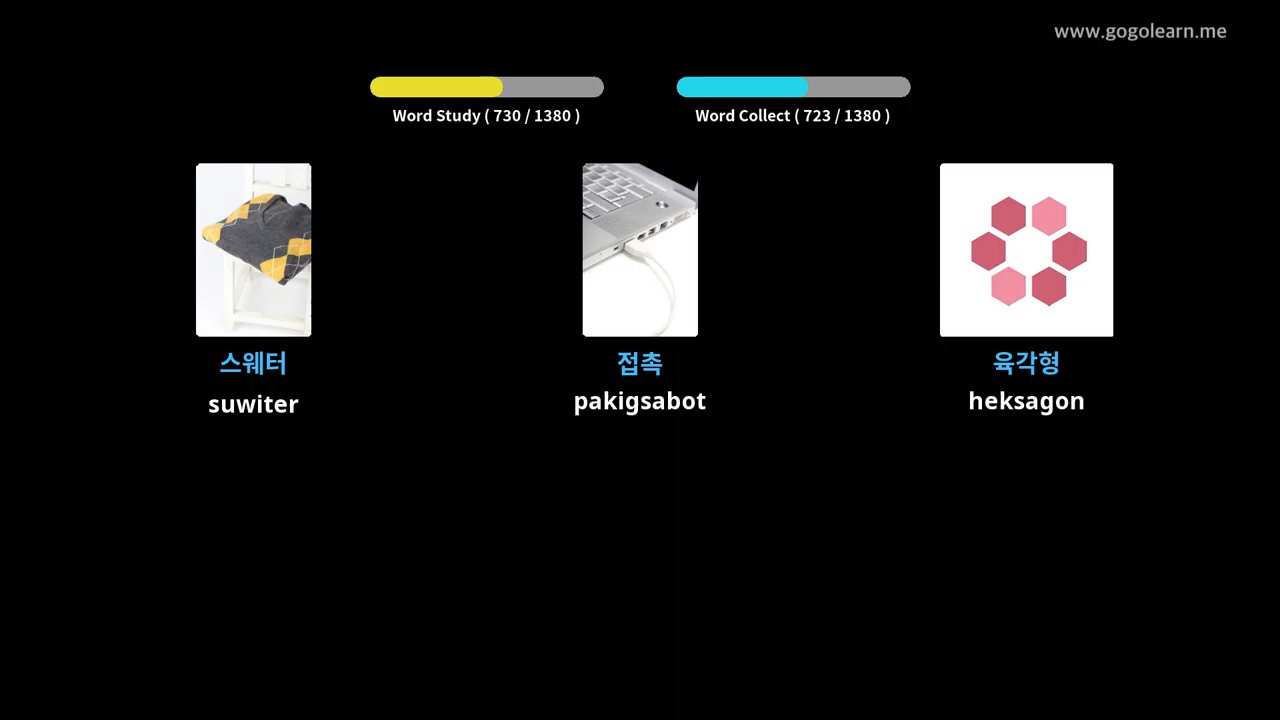 www.gogolearn.me
Word Study ( 730 / 1380 )
Word Collect ( 723 / 1380 )
스웨터
suwiter
접촉
pakigsabot
육각형
heksagon